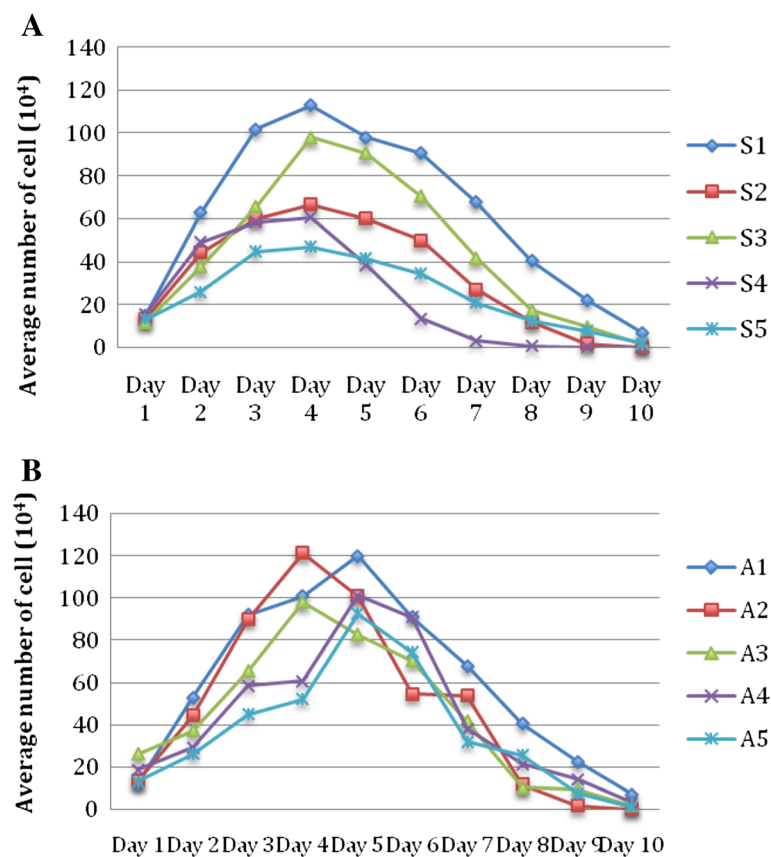 A
Average number of cell (10⁴)
140
120
100
80
60
40
20
0
Day 1 Day 2 Day 3 Day 4 Day 5 Day 6 Day 7 Day 8 Day 9 Day 10
S1
S2
S3
S4
S5
B
Average number of cell (10⁴)
140
120
100
80
60
40
20
0
Day 1 Day 2 Day 3 Day 4 Day 5 Day 6 Day 7 Day 8 Day 9 Day 10
A1
A2
A3
A4
A5